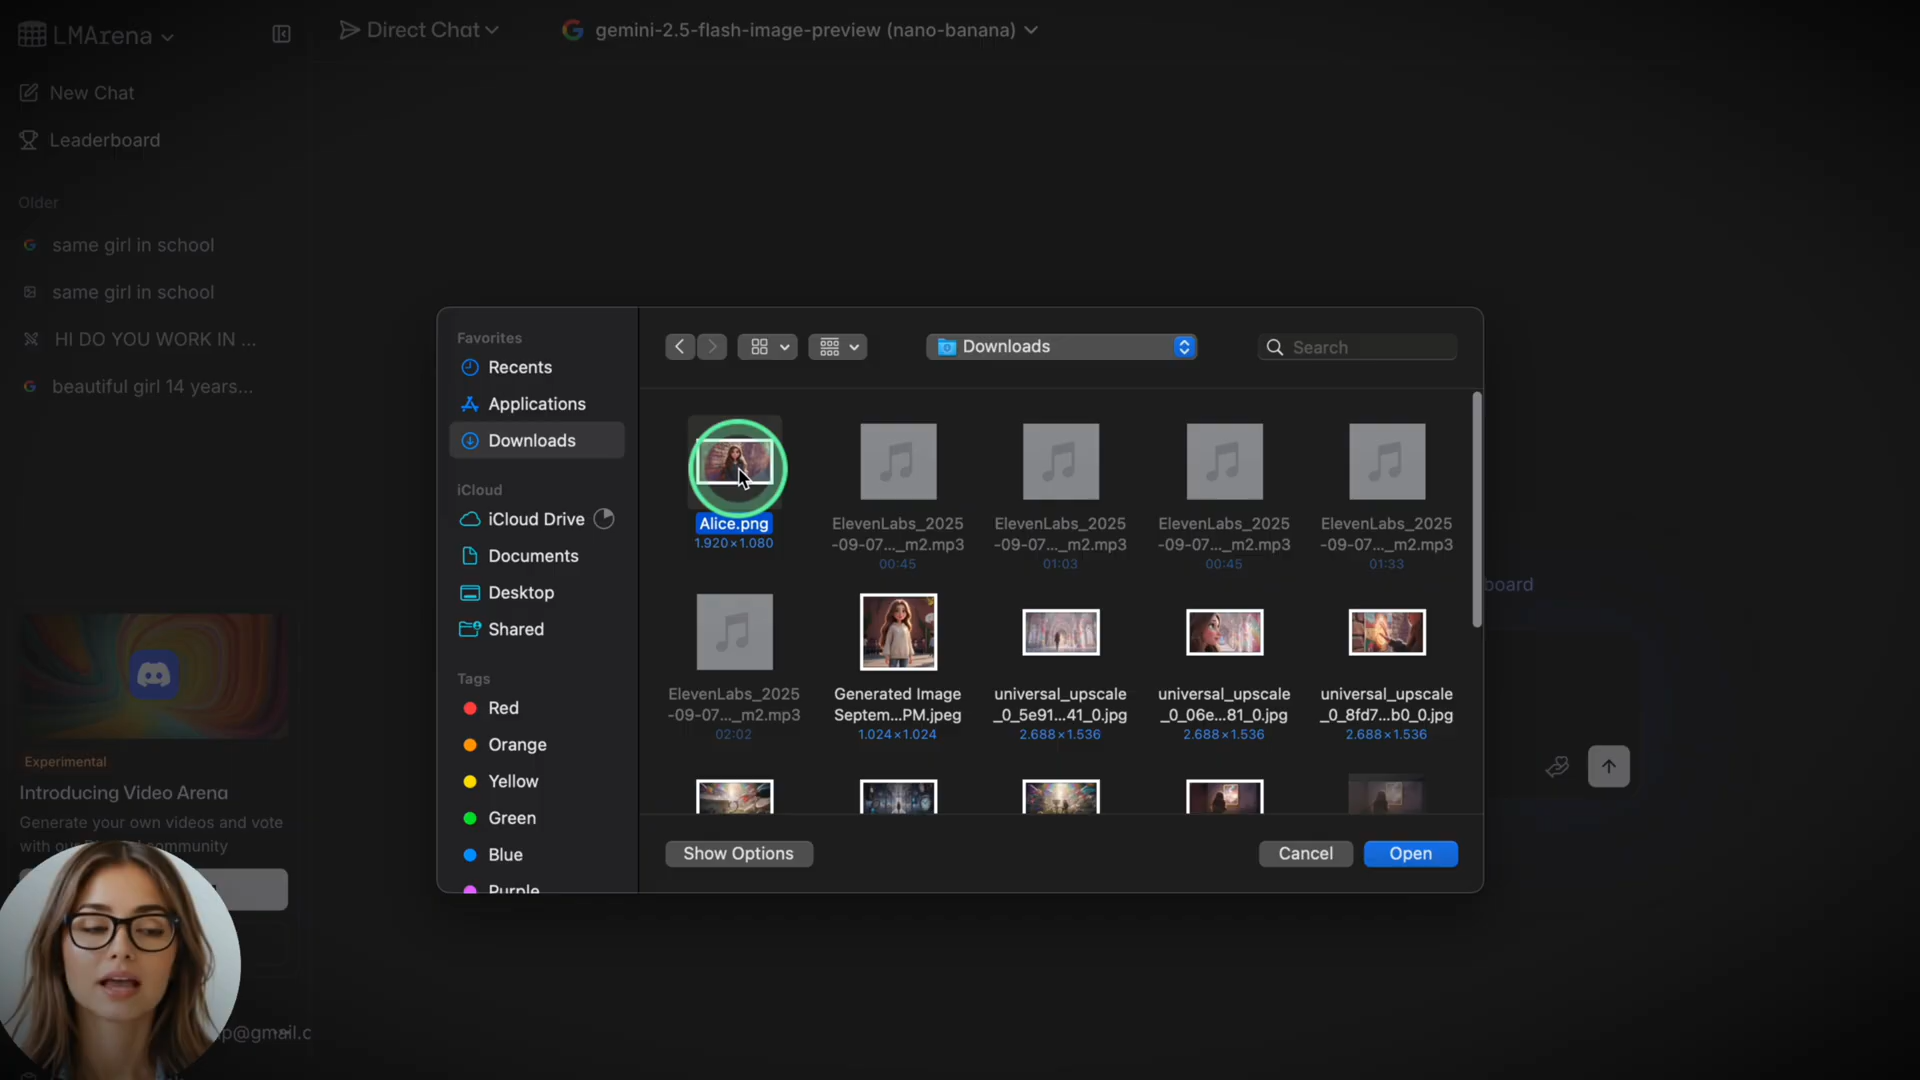 LMArena
Direct Chat
gemini-2.5-flash-image-preview (nano-banana)
New Chat
Leaderboard
Older
same girl in school
same girl in school
HI DO YOU WORK IN ...
beautiful girl 14 years...
Experimental
Introducing Video Arena
Generate your own videos and vote
with our community
p@gmail.c
Favorites
Recents
Applications
Downloads
iCloud
iCloud Drive
Documents
Desktop
Shared
Tags
Red
Orange
Yellow
Green
Blue
Purple
Downloads
Search
Alice.png
1.920×1.080
ElevenLabs_2025
-09-07..._m2.mp3
00:45
ElevenLabs_2025
-09-07..._m2.mp3
01:03
ElevenLabs_2025
-09-07..._m2.mp3
00:45
ElevenLabs_2025
-09-07..._m2.mp3
01:33
ElevenLabs_2025
-09-07..._m2.mp3
02:02
Generated Image
Septem...PM.jpeg
1.024×1.024
universal_upscale
_0_5e91...41_0.jpg
2.688×1.536
universal_upscale
_0_06e...81_0.jpg
2.688×1.536
universal_upscale
_0_8fd7...b0_0.jpg
2.688×1.536
Show Options
Cancel
Open
board